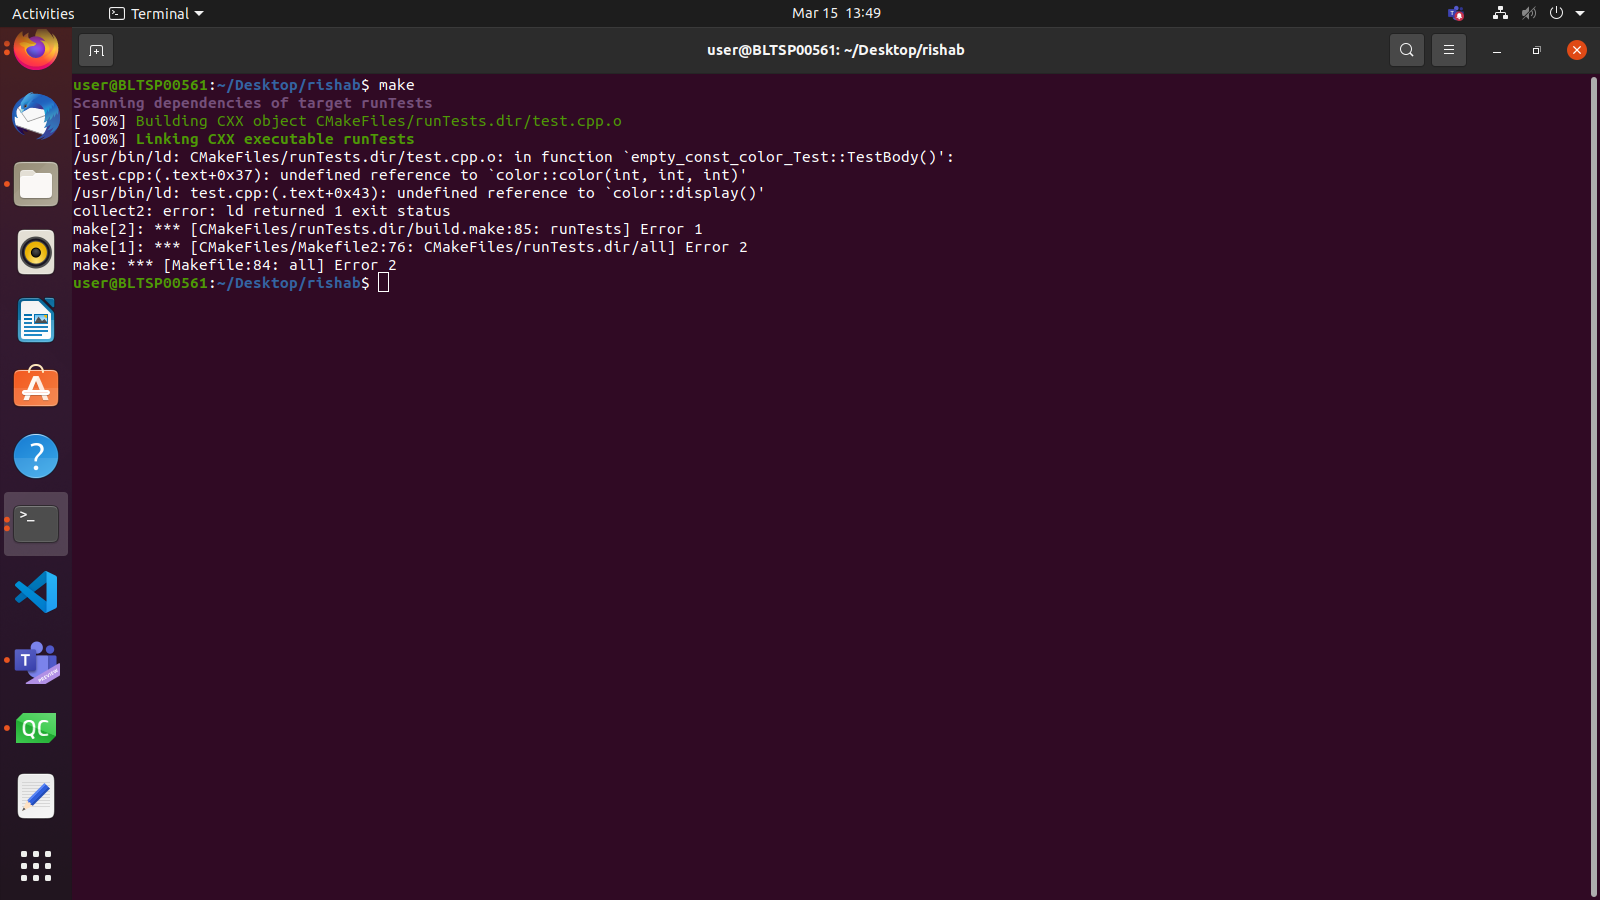 Activities
Terminal
Mar 15 13:49
user@BLTSP00561: ~/Desktop/rishab
user@BLTSP00561:~/Desktop/rishab$ make
Scanning dependencies of target runTests
[ 50%] Building CXX object CMakeFiles/runTests.dir/test.cpp.o
[100%] Linking CXX executable runTests
/usr/bin/ld: CMakeFiles/runTests.dir/test.cpp.o: in function `empty_const_color_Test::TestBody()':
test.cpp:(.text+0x37): undefined reference to `color::color(int, int, int)'
/usr/bin/ld: test.cpp:(.text+0x43): undefined reference to `color::display()'
collect2: error: ld returned 1 exit status
make[2]: *** [CMakeFiles/runTests.dir/build.make:85: runTests] Error 1
make[1]: *** [CMakeFiles/Makefile2:76: CMakeFiles/runTests.dir/all] Error 2
make: *** [Makefile:84: all] Error 2
user@BLTSP00561:~/Desktop/rishab$
>_
T
PREVIEW
QC